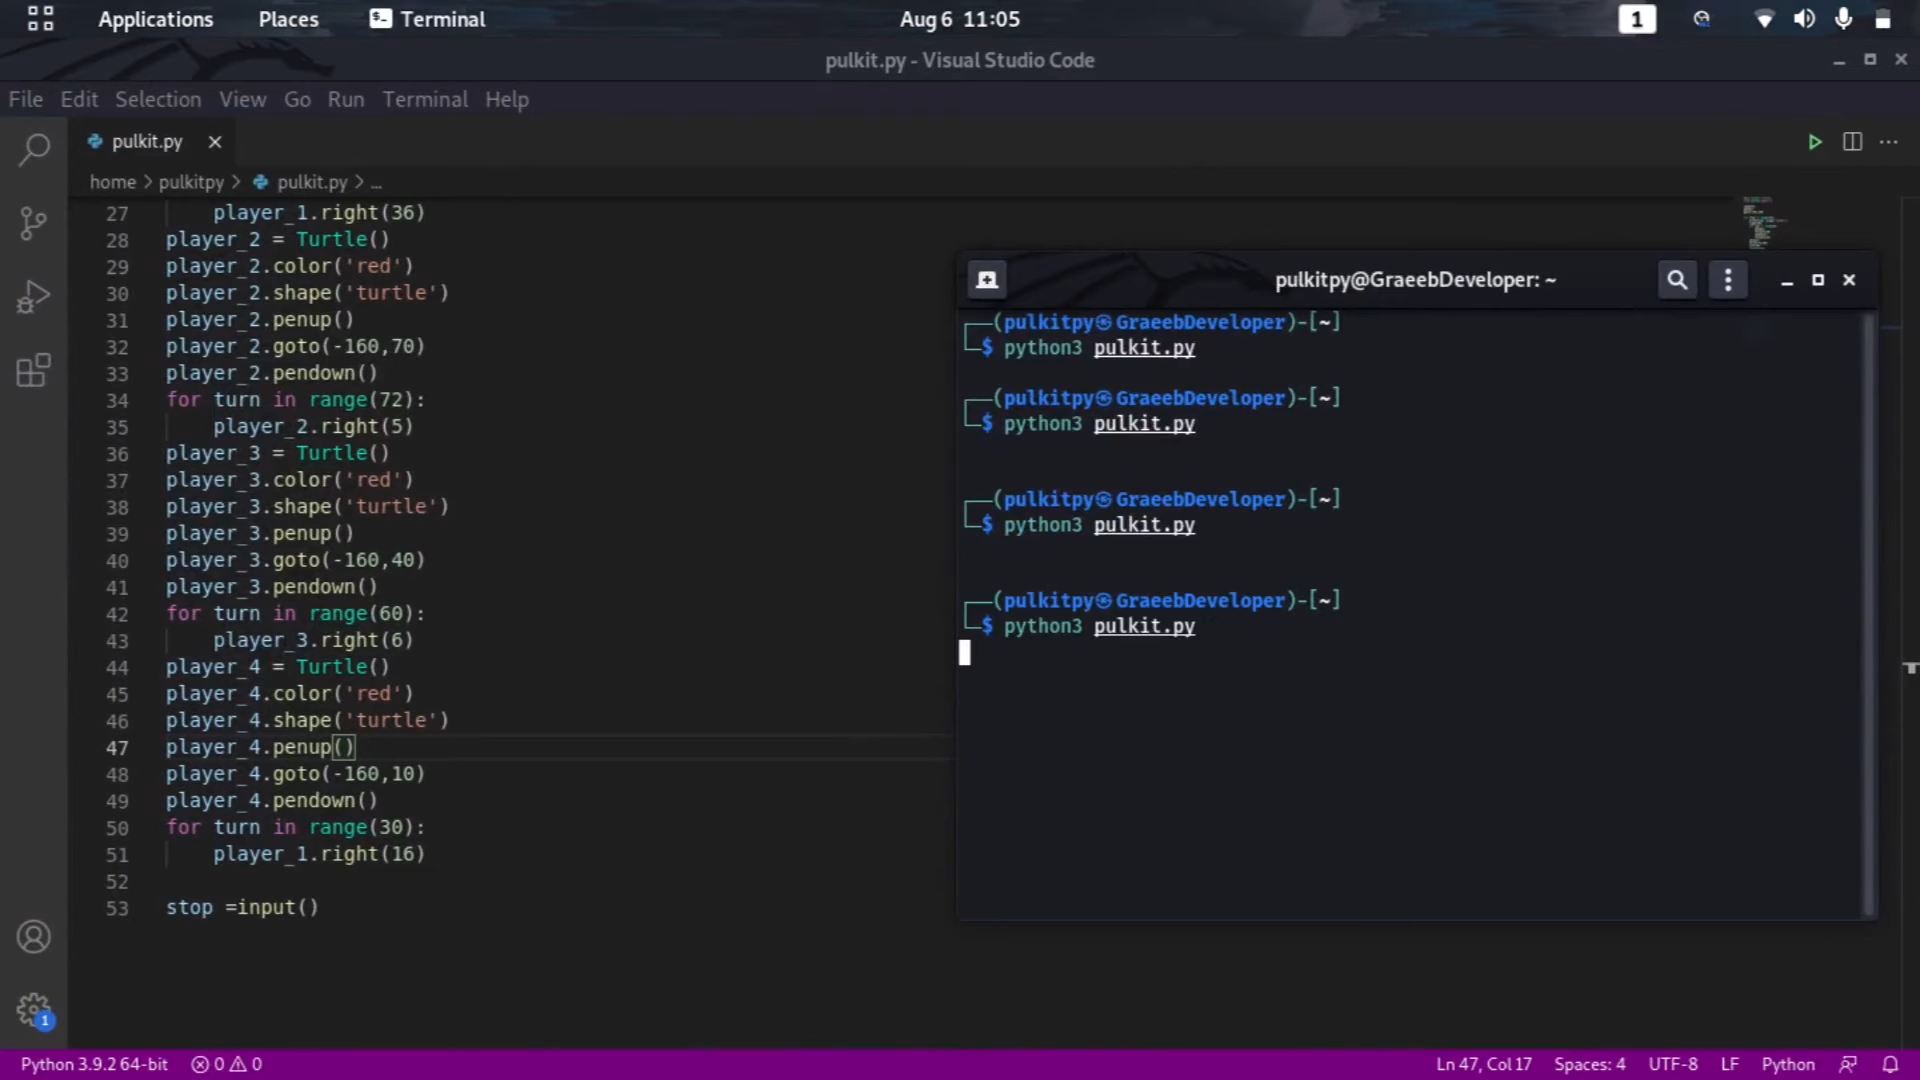 Applications Places Terminal Aug 6 11:05 1
pulkit.py - Visual Studio Code
File Edit Selection View Go Run Terminal Help
pulkit.py
home > pulkitpy > pulkit.py > ...
27 player_1.right(36)
28 player_2 = Turtle()
29 player_2.color('red')
30 player_2.shape('turtle')
31 player_2.penup()
32 player_2.goto(-160,70)
33 player_2.pendown()
34 for turn in range(72):
35 player_2.right(5)
36 player_3 = Turtle()
37 player_3.color('red')
38 player_3.shape('turtle')
39 player_3.penup()
40 player_3.goto(-160,40)
41 player_3.pendown()
42 for turn in range(60):
43 player_3.right(6)
44 player_4 = Turtle()
45 player_4.color('red')
46 player_4.shape('turtle')
47 player_4.penup()
48 player_4.goto(-160,10)
49 player_4.pendown()
50 for turn in range(30):
51 player_1.right(16)
52
53 stop =input()
pulkitpy@GraeebDeveloper: ~
┌──(pulkitpy㉿GraeebDeveloper)-[~]
└─$ python3 pulkit.py
┌──(pulkitpy㉿GraeebDeveloper)-[~]
└─$ python3 pulkit.py
┌──(pulkitpy㉿GraeebDeveloper)-[~]
└─$ python3 pulkit.py
┌──(pulkitpy㉿GraeebDeveloper)-[~]
└─$ python3 pulkit.py
1
Python 3.9.2 64-bit 0 0 Ln 47, Col 17 Spaces: 4 UTF-8 LF Python